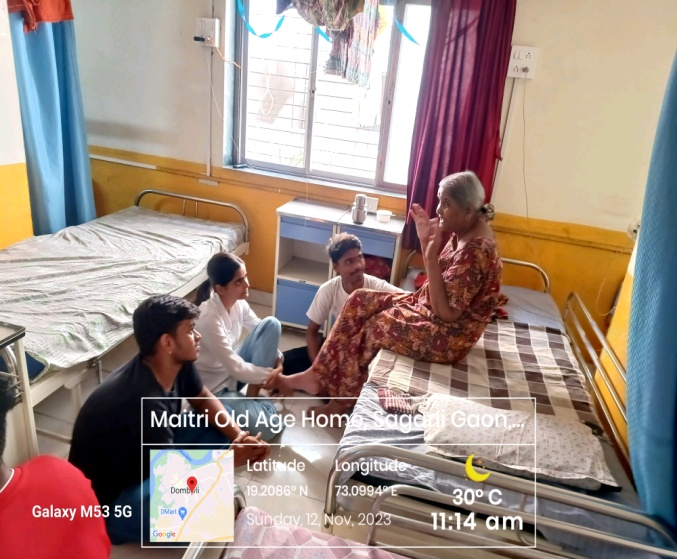 Maitri Old Age Home, Sagarli Gaon,...
Latitude Longitude
19.2086° N 73.0994° E
Sunday, 12, Nov, 2023
30° C
11:14 am
Dombivli
DMart
Google
Galaxy M53 5G